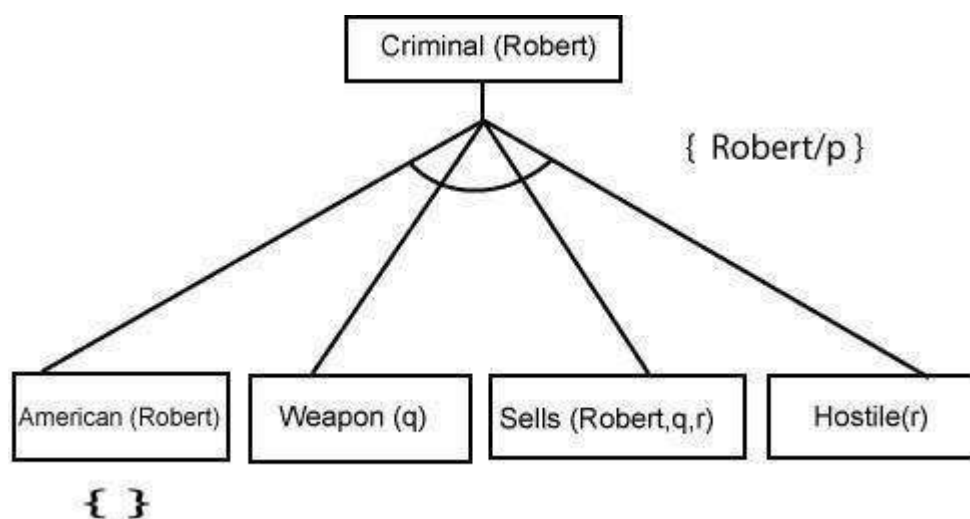 Criminal (Robert)
{ Robert/p }
American (Robert)
Weapon (q)
Sells (Robert,q,r)
Hostile(r)
{ }